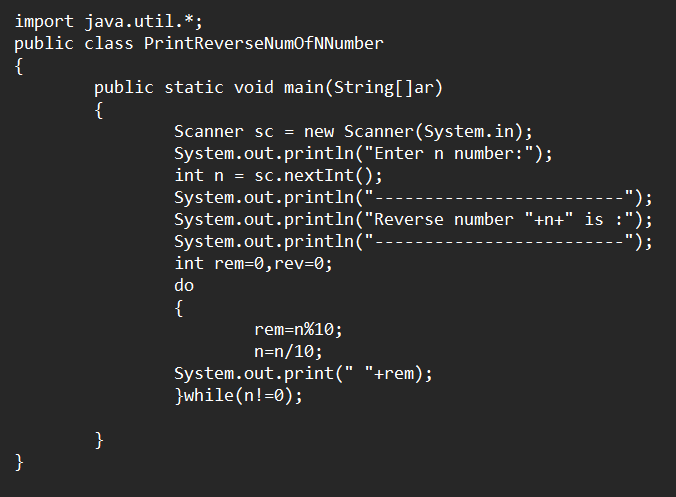 import java.util.*;
public class PrintReverseNumOfNNumber
{
        public static void main(String[]ar)
        {
                Scanner sc = new Scanner(System.in);
                System.out.println("Enter n number:");
                int n = sc.nextInt();
                System.out.println("-------------------------");
                System.out.println("Reverse number "+n+" is :");
                System.out.println("-------------------------");
                int rem=0,rev=0;
                do
                {
                        rem=n%10;
                        n=n/10;
                System.out.print(" "+rem);
                }while(n!=0);

        }
}